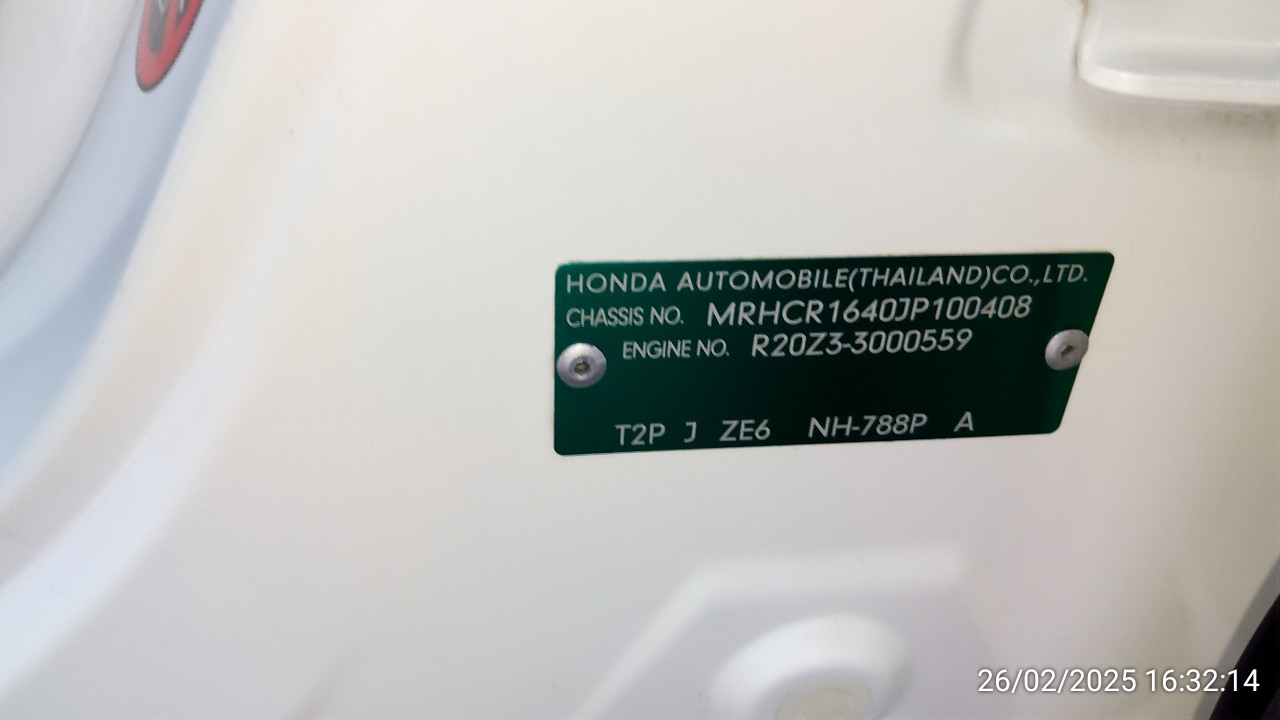 HONDA AUTOMOBILE(THAILAND)CO.,LTD.
CHASSIS NO. MRHCR1640JP100408
ENGINE NO. R20Z3-3000559
T2P J ZE6 NH-788P A
26/02/2025 16:32:14